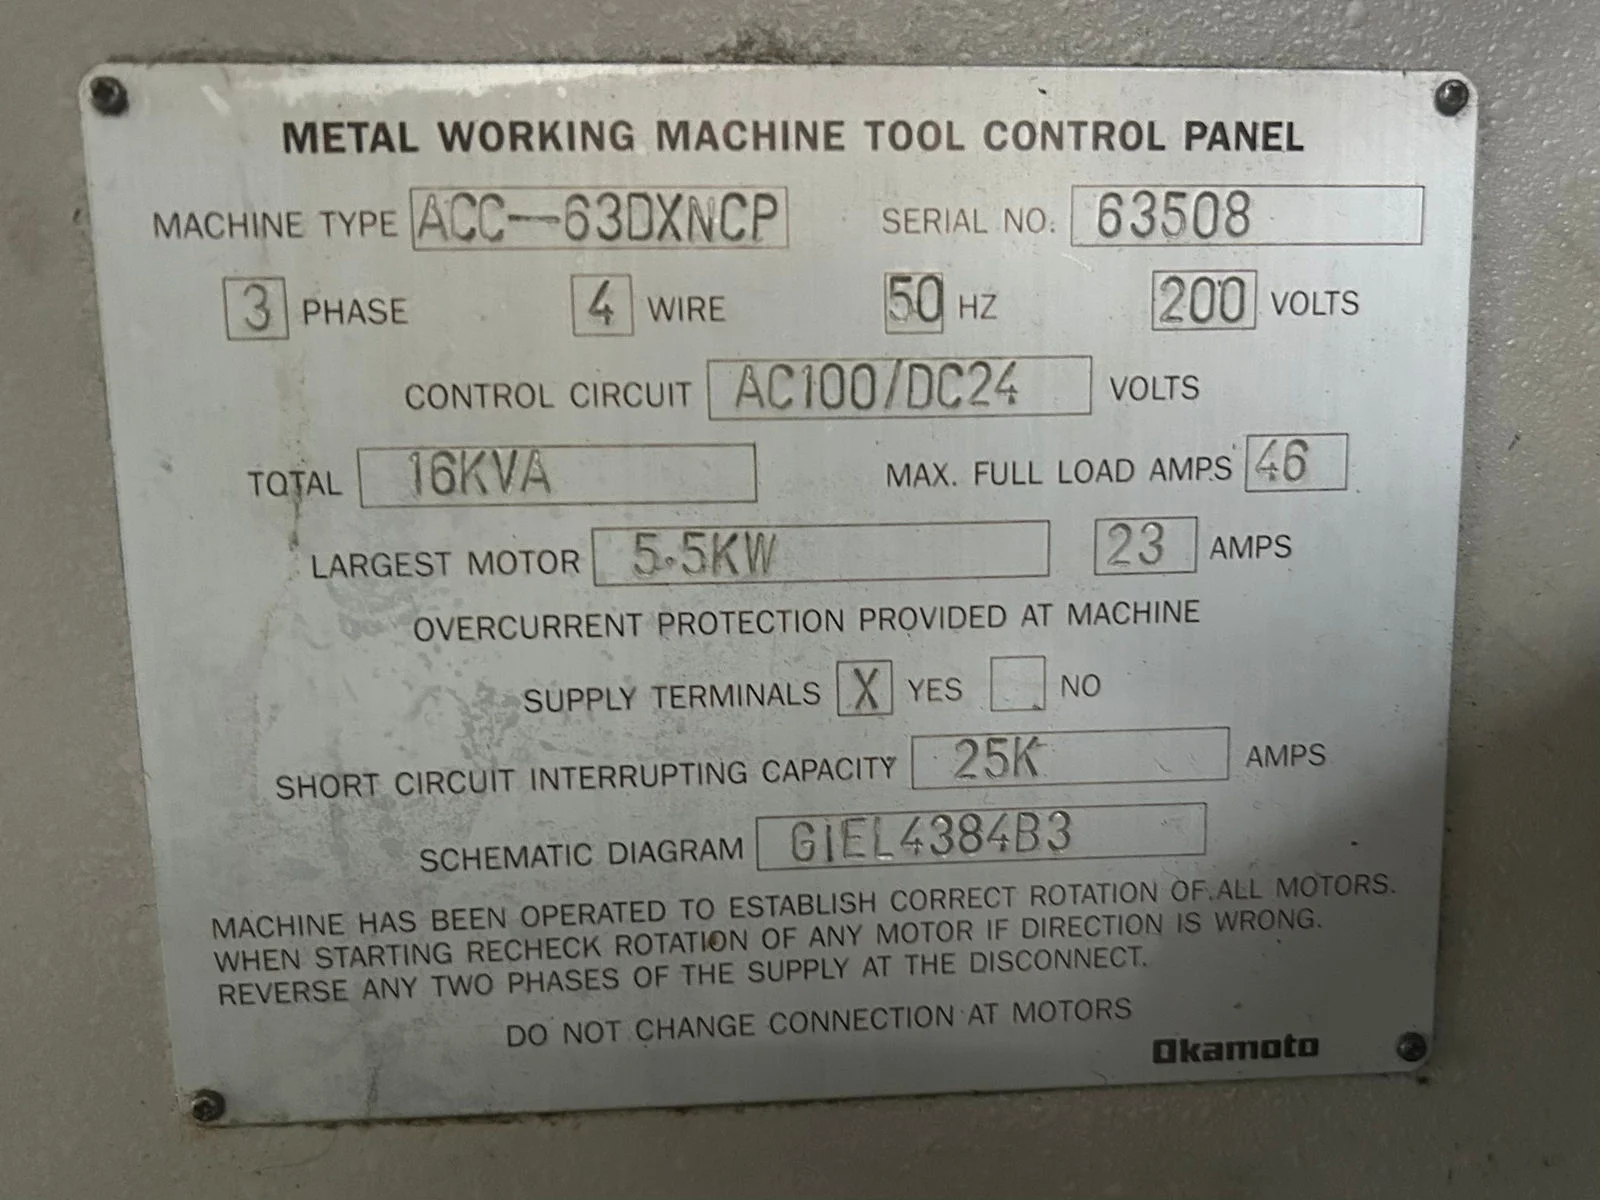 METAL WORKING MACHINE TOOL CONTROL PANEL
MACHINE TYPE ACC-63DXNCP SERIAL NO. 63508
3 PHASE 4 WIRE 50 HZ 200 VOLTS
CONTROL CIRCUIT AC100/DC24 VOLTS
TOTAL 16KVA MAX. FULL LOAD AMPS 46
LARGEST MOTOR 5.5KW 23 AMPS
OVERCURRENT PROTECTION PROVIDED AT MACHINE
SUPPLY TERMINALS X YES NO
SHORT CIRCUIT INTERRUPTING CAPACITY 25K AMPS
SCHEMATIC DIAGRAM GIEL4384B3
MACHINE HAS BEEN OPERATED TO ESTABLISH CORRECT ROTATION OF ALL MOTORS.
WHEN STARTING RECHECK ROTATION OF ANY MOTOR IF DIRECTION IS WRONG.
REVERSE ANY TWO PHASES OF THE SUPPLY AT THE DISCONNECT.
DO NOT CHANGE CONNECTION AT MOTORS
Okamoto